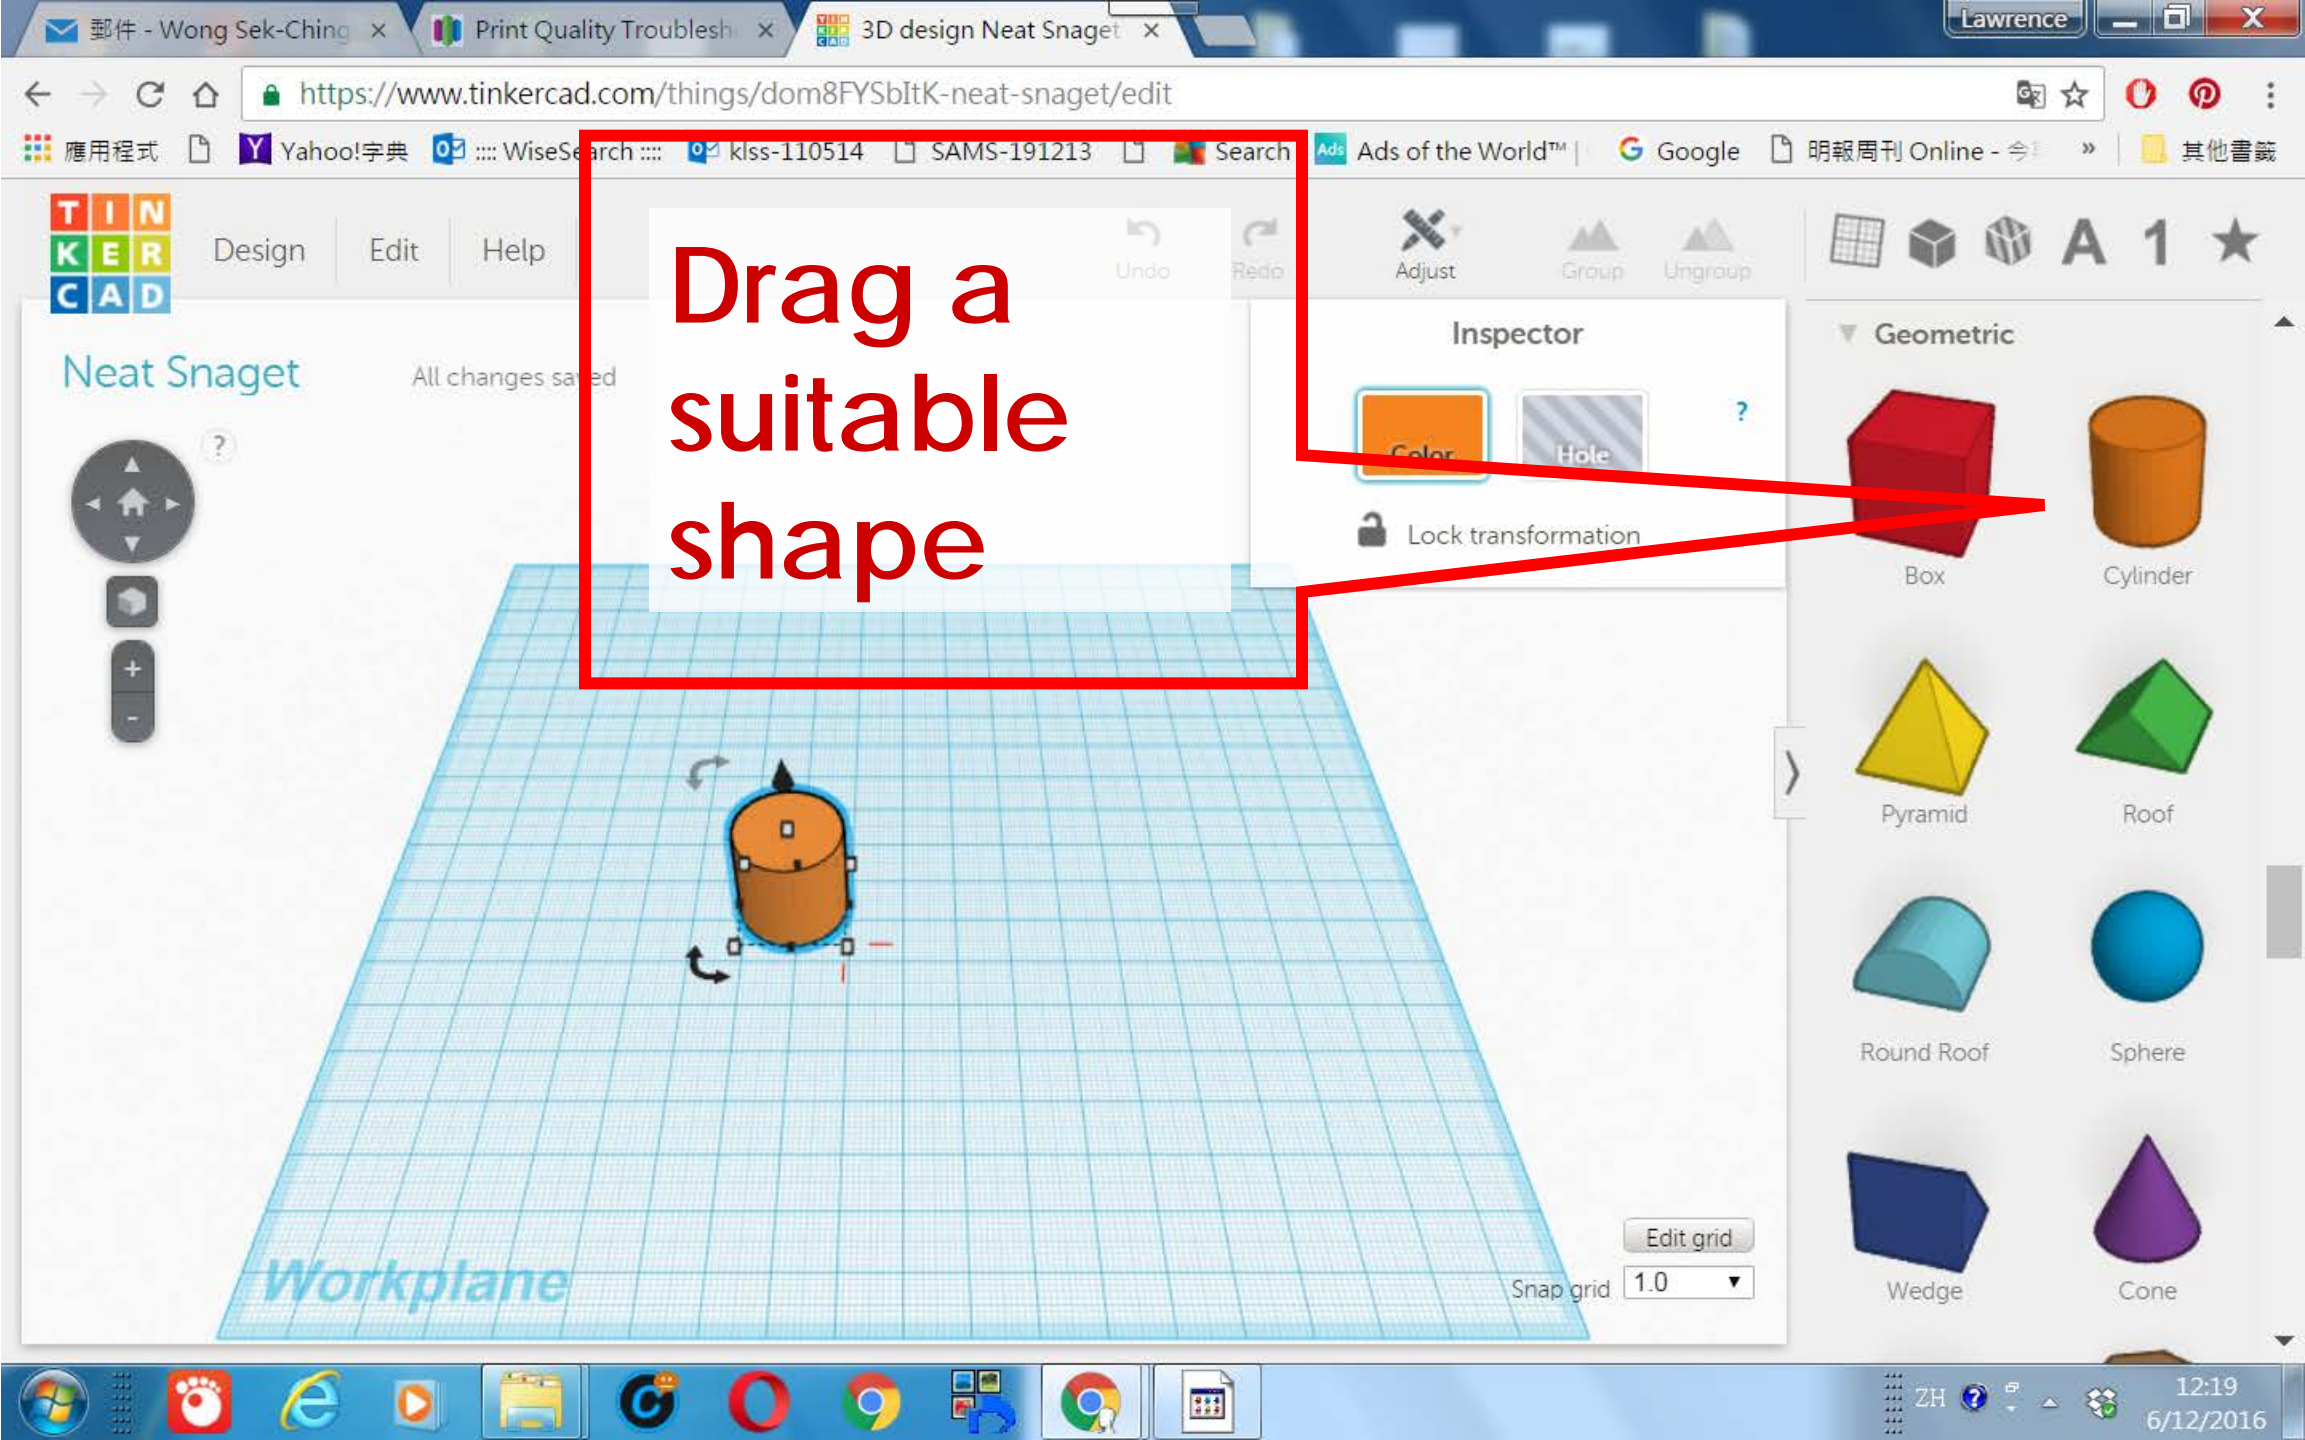 郵件 - Wong Sek-Ching
Print Quality Troublesh
3D design Neat Snaget
Lawrence
https://www.tinkercad.com/things/dom8FYSbItK-neat-snaget/edit
應用程式
Yahoo!字典
:::: WiseSearch ::::
klss-110514
SAMS-191213
Search
Ads of the World™ |
Google
明報周刊 Online - 今
»
其他書籤
TIN
KER
CAD
Design
Edit
Help
Undo
Redo
Adjust
Group
Ungroup
A
1
Drag a
suitable
shape
Neat Snaget
All changes saved
?
Inspector
Color
Hole
?
Lock transformation
Geometric
Box
Cylinder
Pyramid
Roof
Round Roof
Sphere
Wedge
Cone
Workplane
Edit grid
Snap grid
1.0
ZH
12:19
6/12/2016